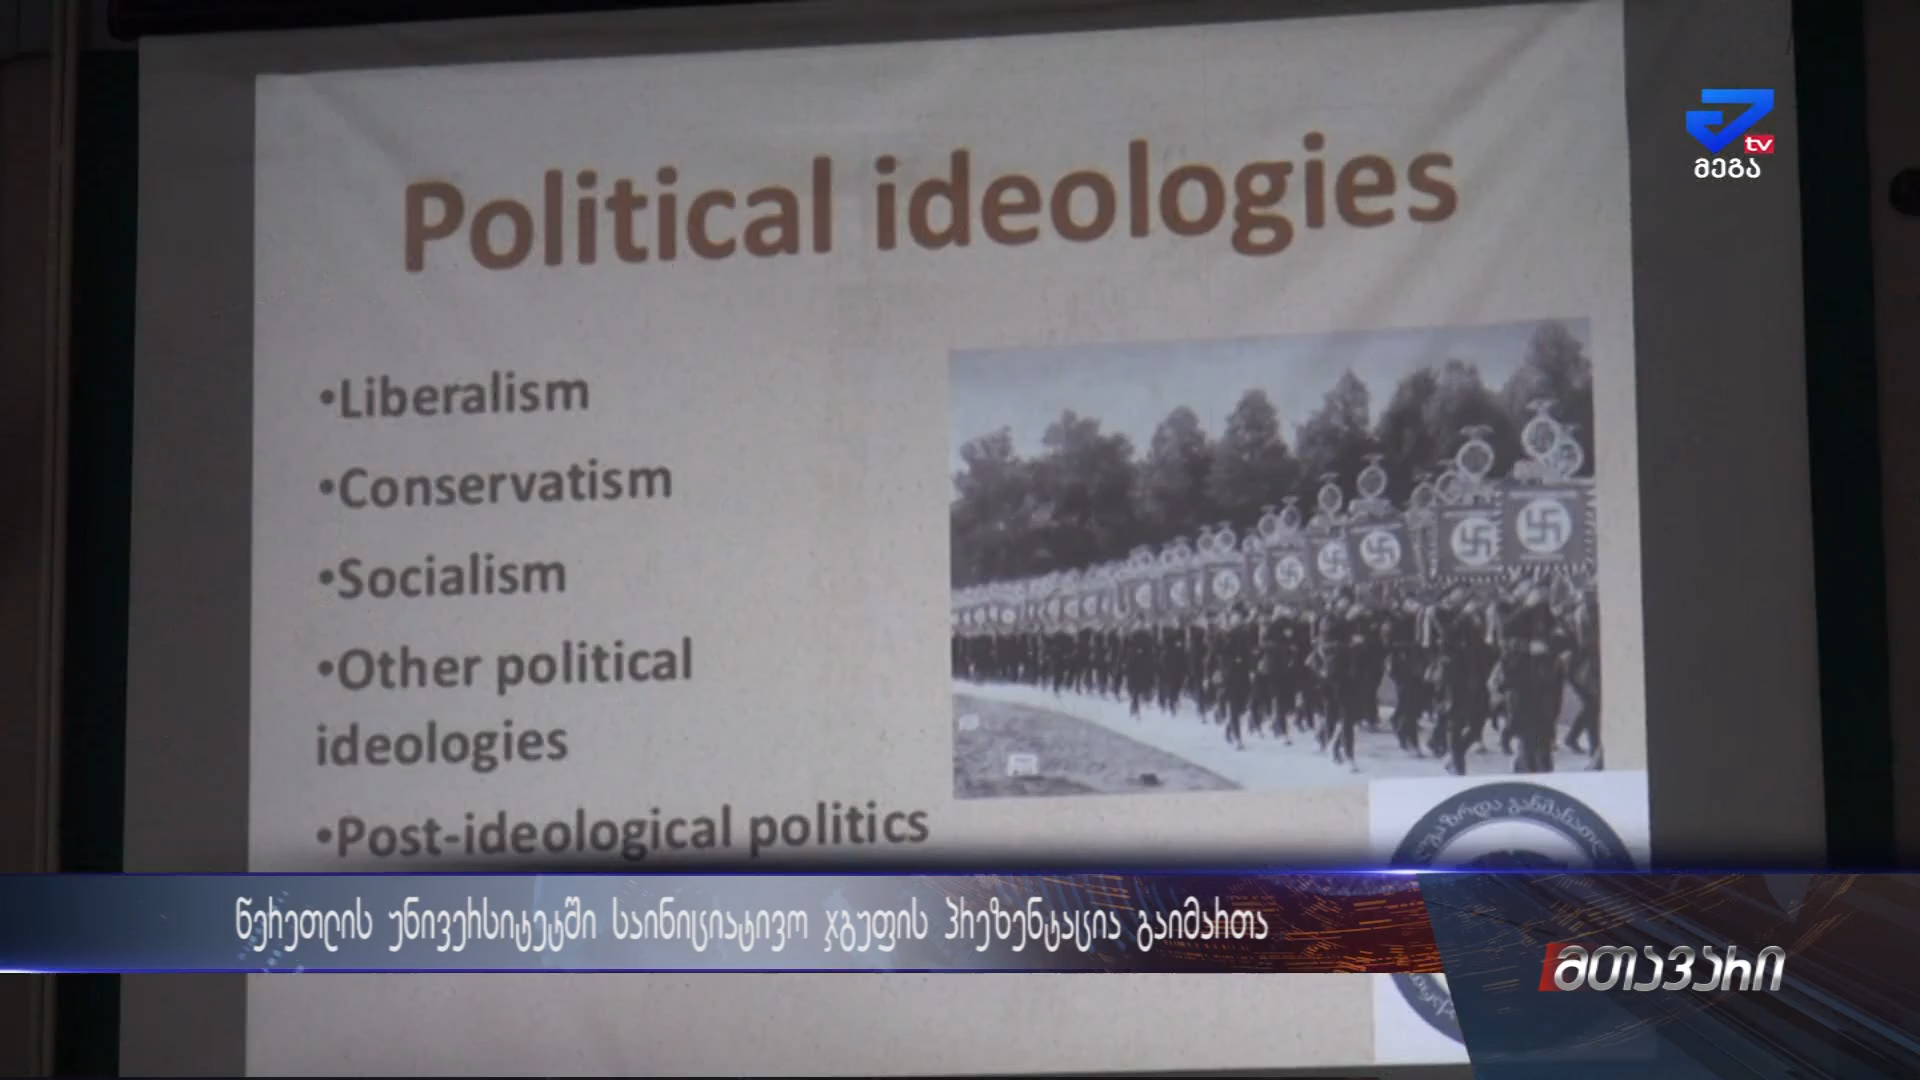 Political ideologies
tv
მეგა
•Liberalism
•Conservatism
•Socialism
•Other political
ideologies
•Post-ideological politics
წერეთლის უნივერსიტეტში საინიციატივო ჯგუფის პრეზენტაცია გაიმართა
მთავარი